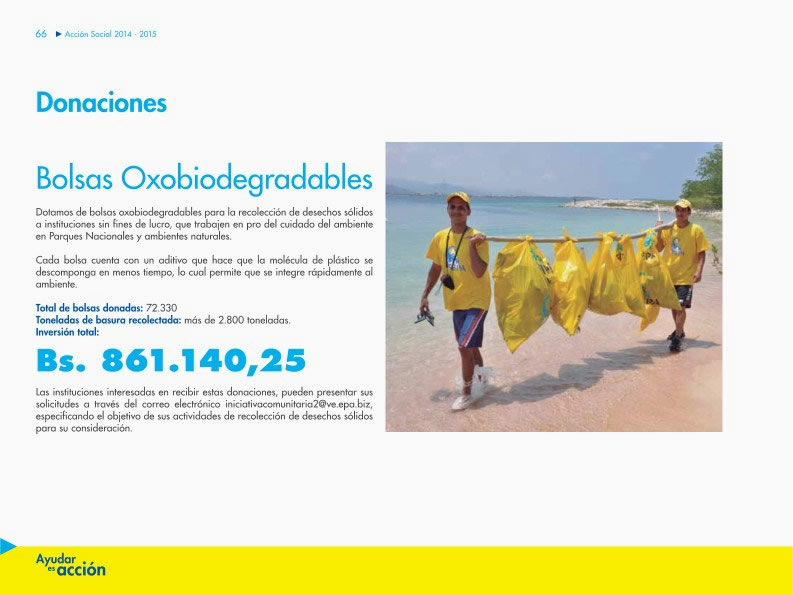 66 ▶ Acción Social 2014 - 2015
Donaciones
Bolsas Oxobiodegradables
Dotamos de bolsas oxobiodegradables para la recolección de desechos sólidos
a instituciones sin fines de lucro, que trabajan en pro del cuidado del ambiente
en Parques Nacionales y ambientes naturales.
Cada bolsa cuenta con un aditivo que hace que la molécula de plástico se
descomponga en menos tiempo, lo cual permite que se integre rápidamente al
ambiente.
Total de bolsas donadas: 72.330
Toneladas de basura recolectada: más de 2.800 toneladas.
Inversión total:
Bs. 861.140,25
Las instituciones interesadas en recibir estas donaciones, pueden presentar sus
solicitudes a través del correo electrónico iniciativacomunitaria2@ve.epa.biz,
especificando el objetivo de sus actividades de recolección de desechos sólidos
para su consideración.
Ayudar
es acción